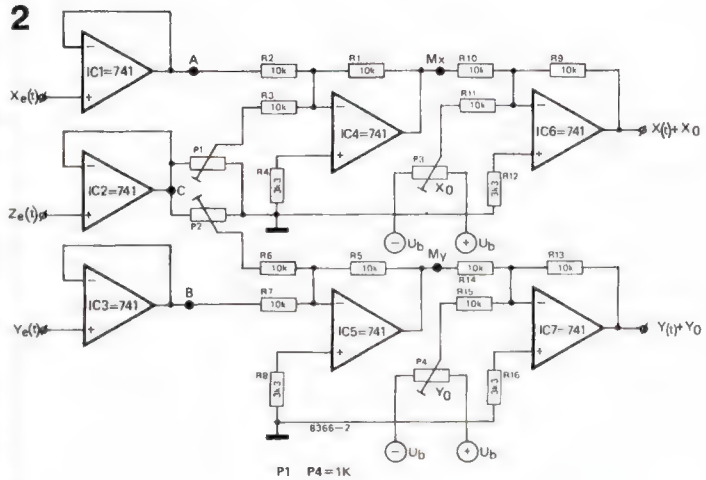 2
IC1=741
Xe(t)
A
R2
10k
R3
10k
R1
10k
Mx
R10
10k
R11
10k
R9
10k
IC4=741
IC6=741
X(t)+X0
P1
R4
3k3
P3
X0
R12
3k3
IC2=741
Ze(t)
C
P2
− Ub
+ Ub
R6
10k
R5
10k
My
10k
R14
R15
10k
R13
10k
IC3=741
Ye(t)
B
R7
10k
IC5=741
IC7=741
Y(t)+Y0
R8
3k3
P4
Y0
R16
3k3
8366-2
− Ub
+ Ub
P1 P4=1K